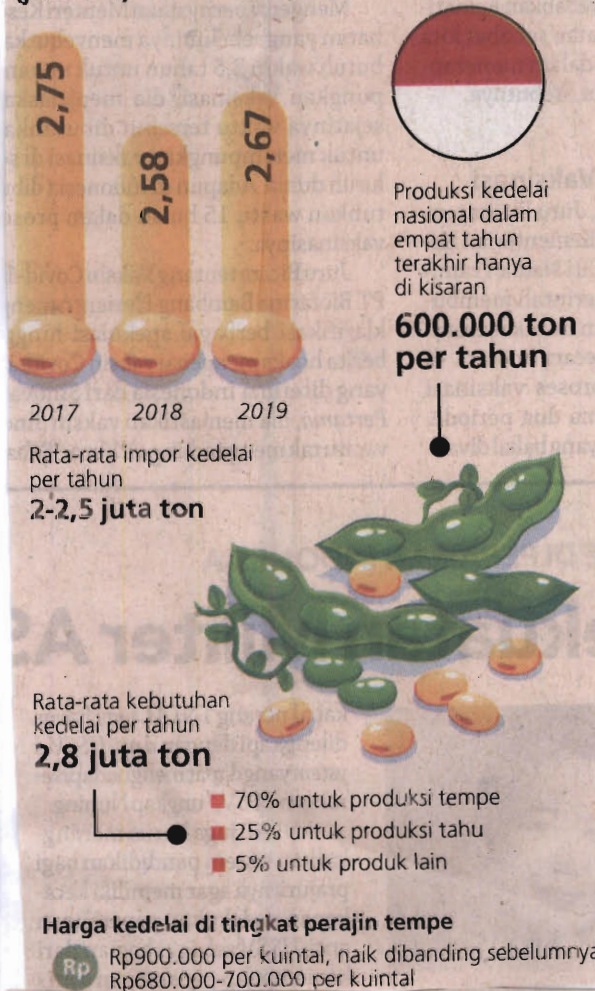 2,75
2,58
2,67
2017
2018
2019
Produksi kedelai
nasional dalam
empat tahun
terakhir hanya
di kisaran
600.000 ton
per tahun
Rata-rata impor kedelai
per tahun
2-2,5 juta ton
Rata-rata kebutuhan
kedelai per tahun
2,8 juta ton
70% untuk produksi tempe
25% untuk produksi tahu
5% untuk produk lain
Harga kedelai di tingkat perajin tempe
Rp
Rp900.000 per kuintal, naik dibanding sebelumnya
Rp680.000-700.000 per kuintal